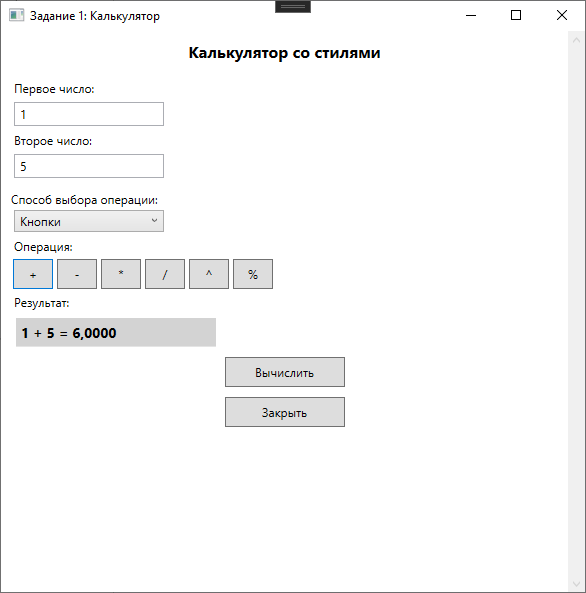 Задание 1: Калькулятор
Калькулятор со стилями
Первое число:
1
Второе число:
5
Способ выбора операции:
Кнопки
Операция:
+ - * / ^ %
Результат:
1 + 5 = 6,0000
Вычислить
Закрыть